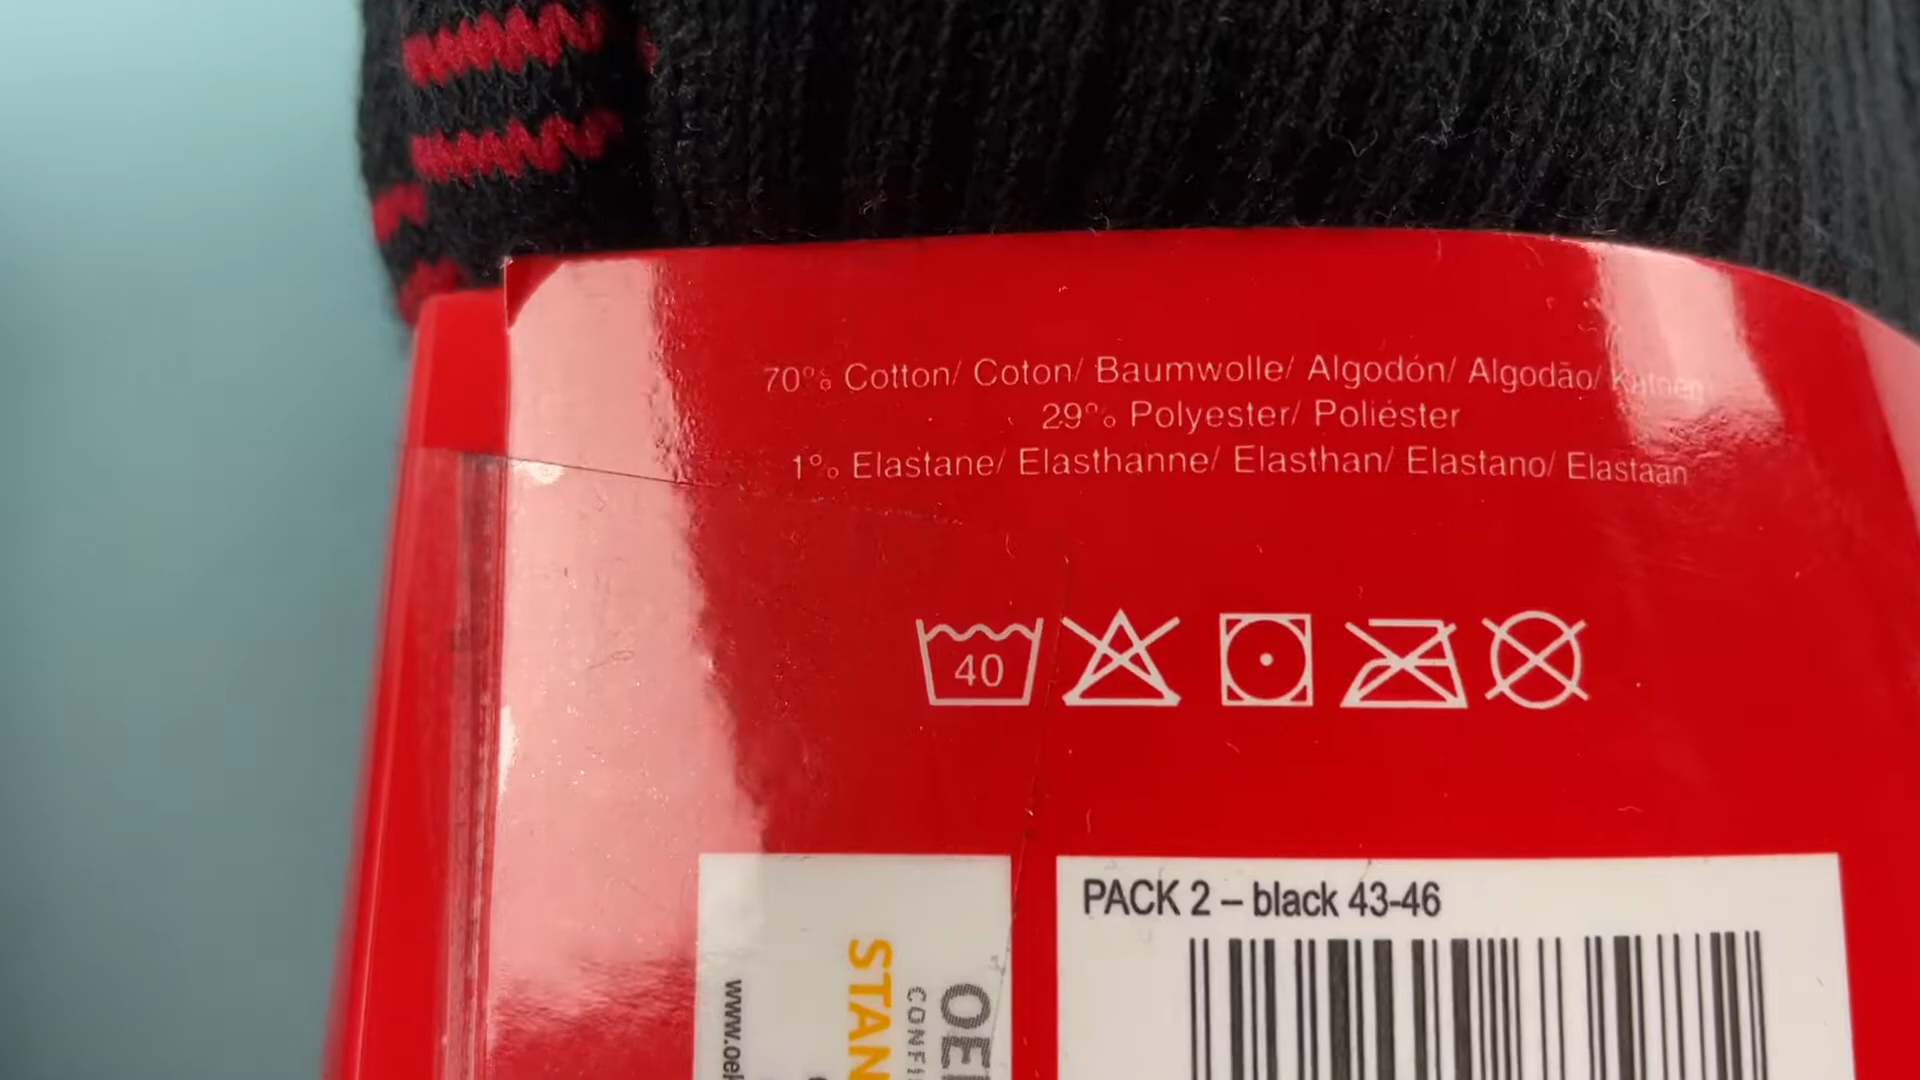 70% Cotton/ Coton/ Baumwolle/ Algodón/ Algodão/ Katoen
29% Polyester/ Poliéster
1% Elastane/ Elasthanne/ Elasthan/ Elastano/ Elastaan
40
PACK 2 – black 43-46
OE
CONFI
STAN
www.oe